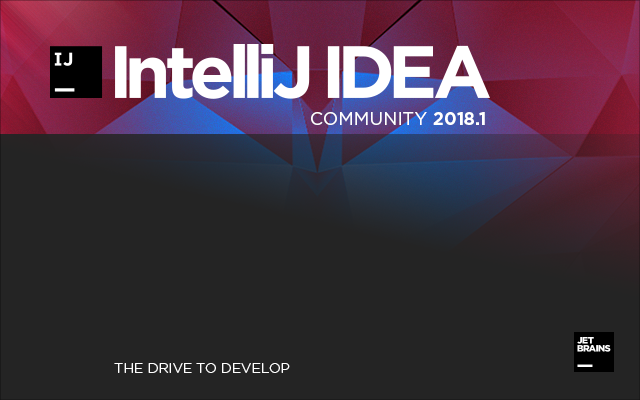 IJ
IntelliJ IDEA
COMMUNITY 2018.1
THE DRIVE TO DEVELOP
JET
BRAINS